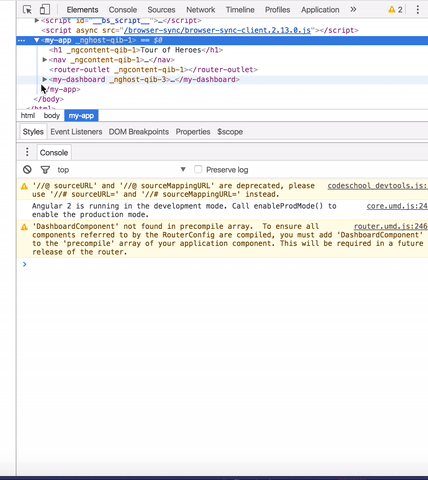 Elements Console Sources Network Timeline Profiles Application » 2
▶<script id="__bs_script__">…</script>
<script async src="/browser-sync/browser-sync-client.2.13.0.js">
••• ▼<my-app _nghost-qib-1> == $0
<h1 _ngcontent-qib-1>Tour of Heroes</h1>
▶<nav _ngcontent-qib-1>…</nav>
<router-outlet _ngcontent-qib-1></router-outlet>
▶<my-dashboard _nghost-qib-3>…</my-dashboard>
</my-app>
</body>
</html>
html body my-app
Styles Event Listeners DOM Breakpoints Properties $scope
Console
top ▼ Preserve log
'//@ sourceURL' and '//@ sourceMappingURL' are deprecated, please codeschool_devtools.js:
use '//# sourceURL=' and '//# sourceMappingURL=' instead.
Angular 2 is running in the development mode. Call enableProdMode() to core.umd.js:24
enable the production mode.
'DashboardComponent' not found in precompile array. To ensure all router.umd.js:246
components referred to by the RouterConfig are compiled, you must add 'DashboardComponent'
to the 'precompile' array of your application component. This will be required in a future
release of the router.
>